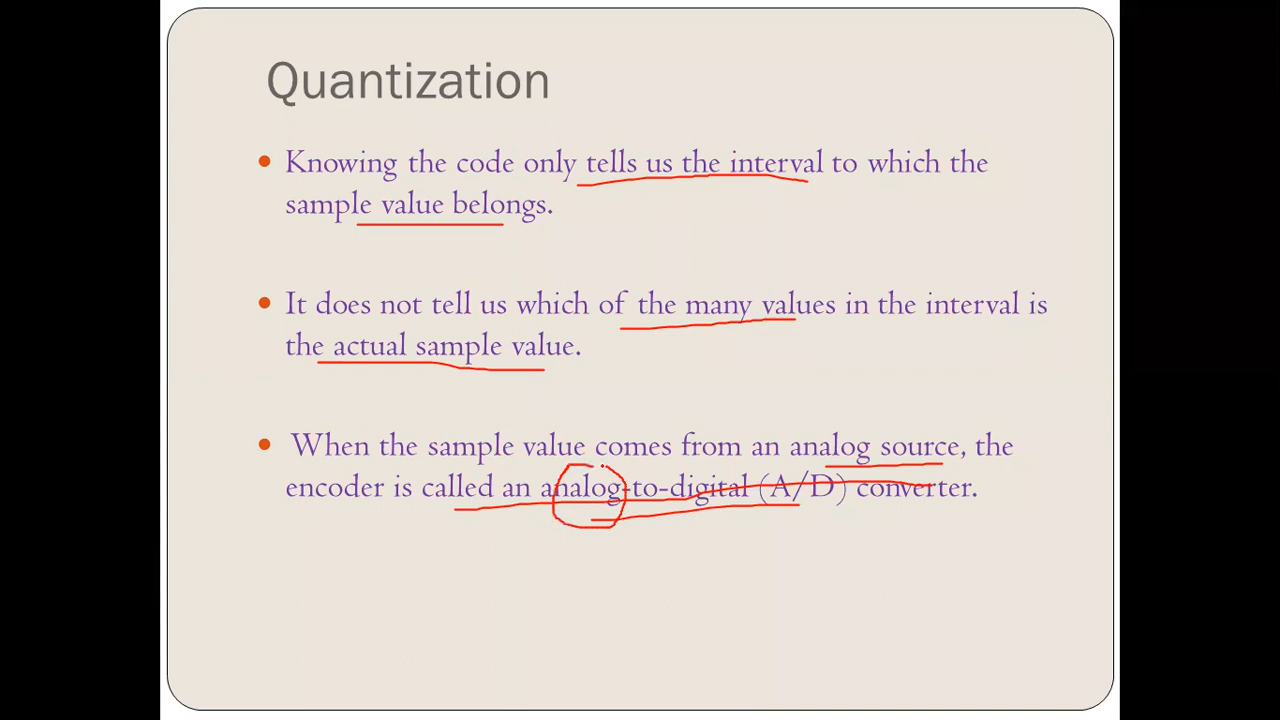 Quantization
• Knowing the code only tells us the interval to which the
sample value belongs.
• It does not tell us which of the many values in the interval is
the actual sample value.
• When the sample value comes from an analog source, the
encoder is called an analog-to-digital (A/D) converter.